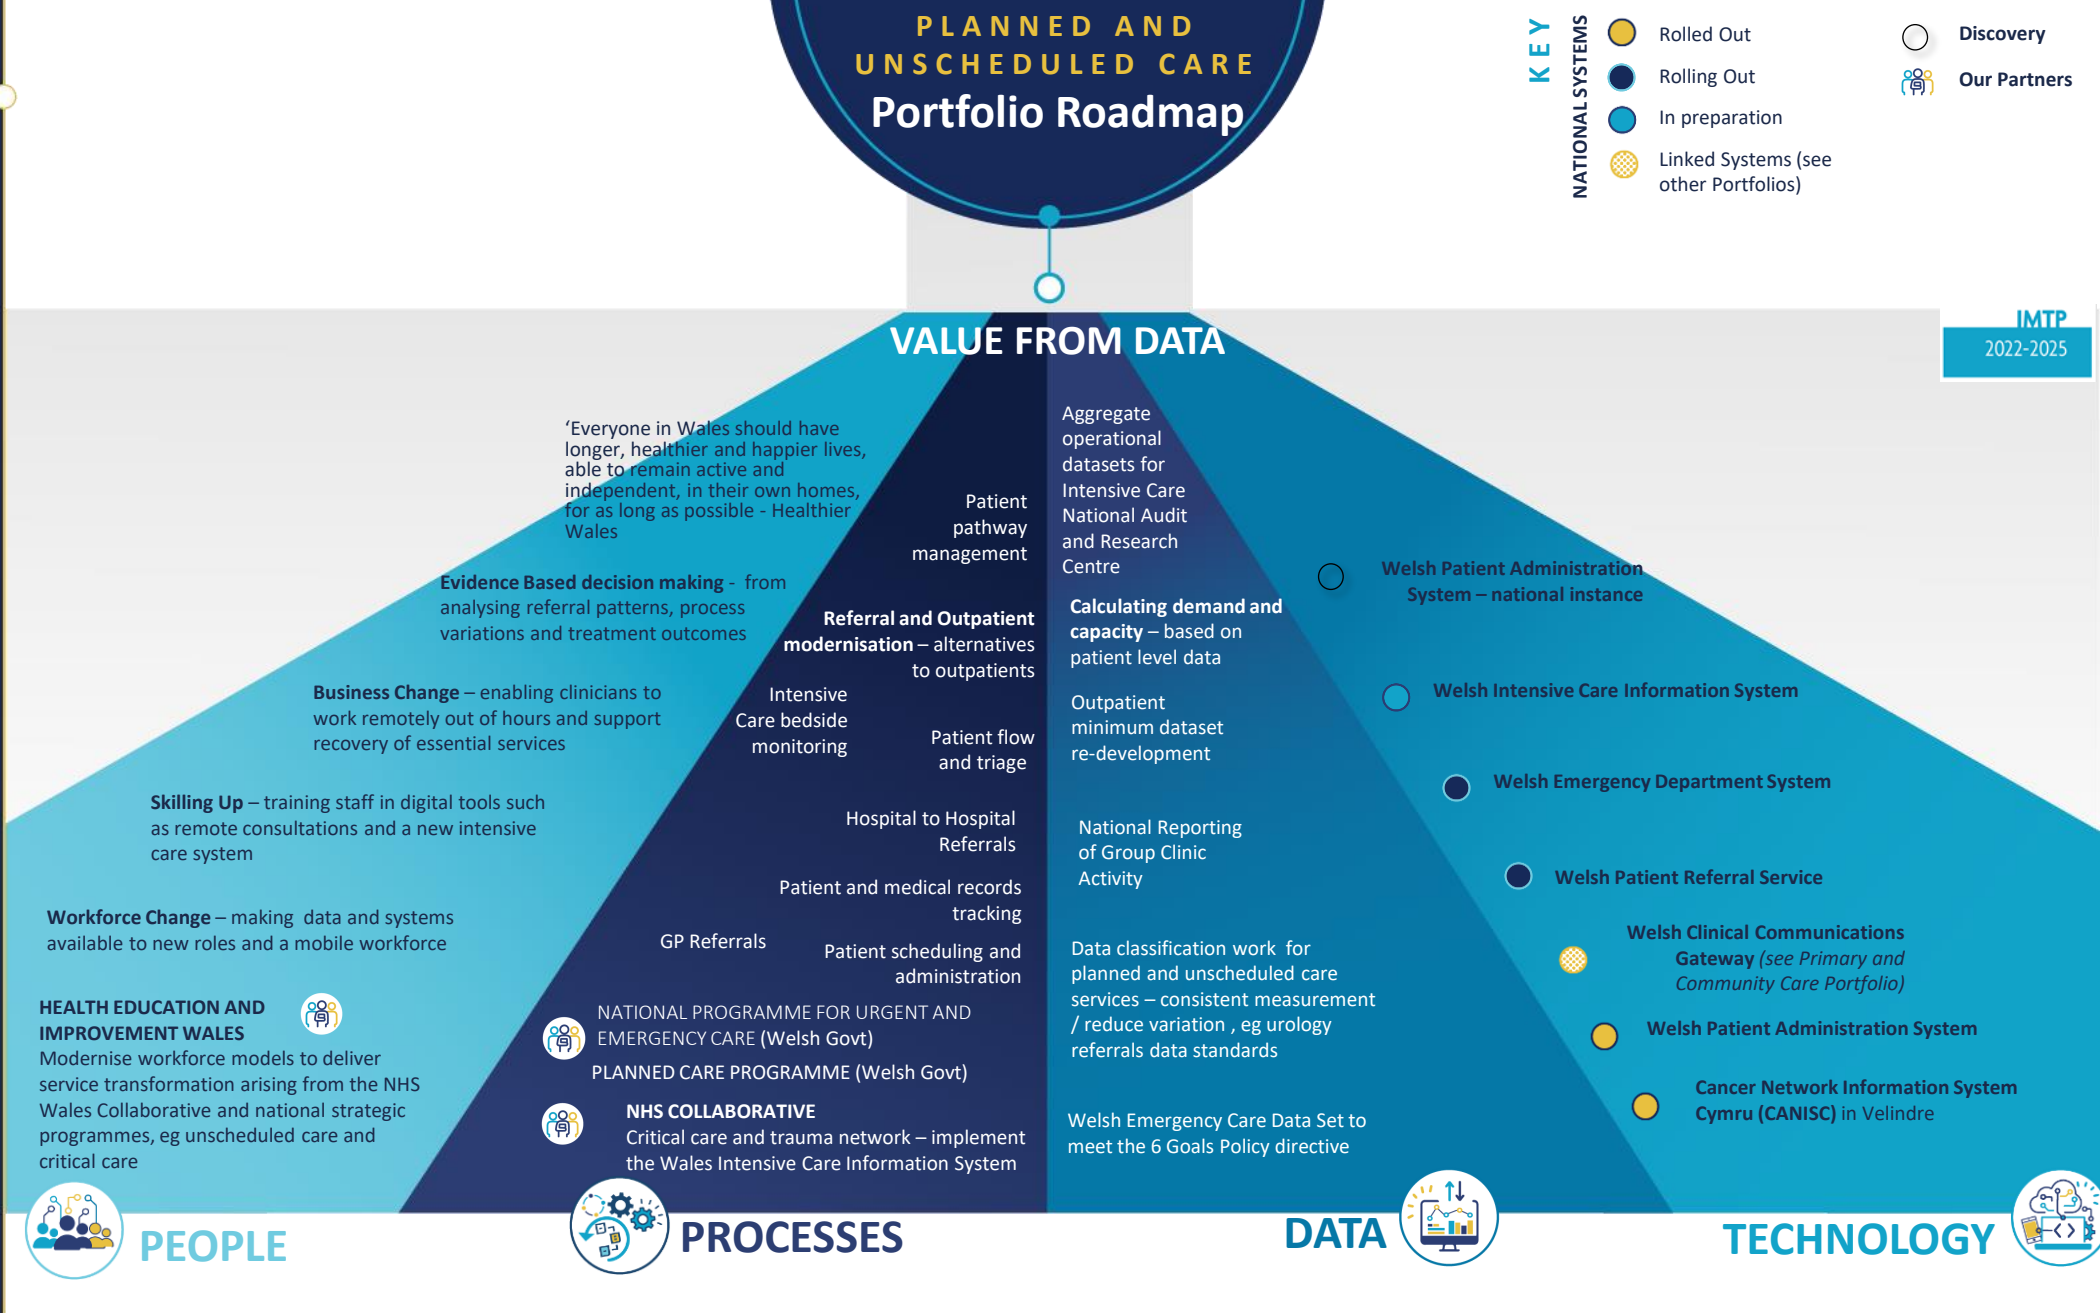 PLANNED AND
UNSCHEDULED CARE
Portfolio Roadmap
KEY
NATIONAL SYSTEMS
Rolled Out
Rolling Out
In preparation
Linked Systems (see
other Portfolios)
Discovery
Our Partners
IMTP
2022-2025
VALUE FROM DATA
‘Everyone in Wales should have
longer, healthier and happier lives,
able to remain active and
independent, in their own homes,
for as long as possible - Healthier
Wales
Evidence Based decision making - from
analysing referral patterns, process
variations and treatment outcomes
Business Change – enabling clinicians to
work remotely out of hours and support
recovery of essential services
Skilling Up – training staff in digital tools such
as remote consultations and a new intensive
care system
Workforce Change – making data and systems
available to new roles and a mobile workforce
HEALTH EDUCATION AND
IMPROVEMENT WALES
Modernise workforce models to deliver
service transformation arising from the NHS
Wales Collaborative and national strategic
programmes, eg unscheduled care and
critical care
Patient
pathway
management
Referral and Outpatient
modernisation – alternatives
to outpatients
Intensive
Care bedside
monitoring
Patient flow
and triage
Hospital to Hospital
Referrals
Patient and medical records
tracking
GP Referrals
Patient scheduling and
administration
NATIONAL PROGRAMME FOR URGENT AND
EMERGENCY CARE (Welsh Govt)
PLANNED CARE PROGRAMME (Welsh Govt)
NHS COLLABORATIVE
Critical care and trauma network – implement
the Wales Intensive Care Information System
Aggregate
operational
datasets for
Intensive Care
National Audit
and Research
Centre
Calculating demand and
capacity – based on
patient level data
Outpatient
minimum dataset
re-development
National Reporting
of Group Clinic
Activity
Data classification work for
planned and unscheduled care
services – consistent measurement
/ reduce variation , eg urology
referrals data standards
Welsh Emergency Care Data Set to
meet the 6 Goals Policy directive
Welsh Patient Administration
System – national instance
Welsh Intensive Care Information System
Welsh Emergency Department System
Welsh Patient Referral Service
Welsh Clinical Communications
Gateway (see Primary and
Community Care Portfolio)
Welsh Patient Administration System
Cancer Network Information System
Cymru (CANISC) in Velindre
PEOPLE
PROCESSES
DATA
TECHNOLOGY